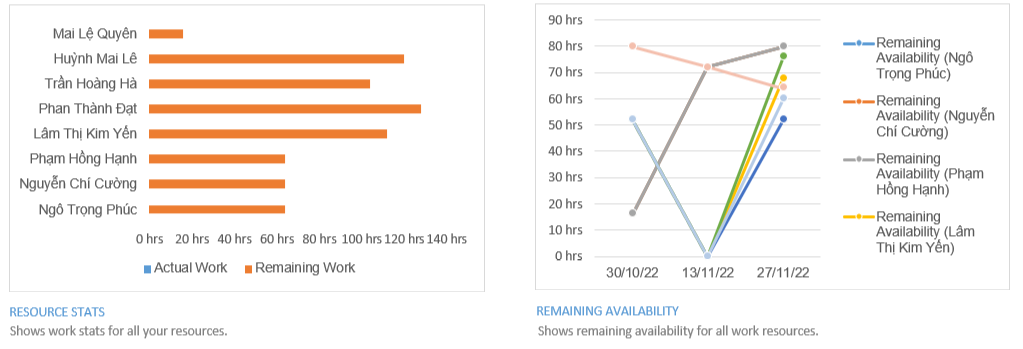 Mai Lệ Quyên
Huỳnh Mai Lê
Trần Hoàng Hà
Phan Thành Đạt
Lâm Thị Kim Yến
Phạm Hồng Hạnh
Nguyễn Chí Cường
Ngô Trọng Phúc
0 hrs 20 hrs 40 hrs 60 hrs 80 hrs 100 hrs 120 hrs 140 hrs
Actual Work Remaining Work
RESOURCE STATS
Shows work stats for all your resources.
90 hrs
80 hrs
70 hrs
60 hrs
50 hrs
40 hrs
30 hrs
20 hrs
10 hrs
0 hrs
30/10/22 13/11/22 27/11/22
Remaining
Availability (Ngô
Trọng Phúc)
Remaining
Availability (Nguyễn
Chí Cường)
Remaining
Availability (Phạm
Hồng Hạnh)
Remaining
Availability (Lâm
Thị Kim Yến)
REMAINING AVAILABILITY
Shows remaining availability for all work resources.